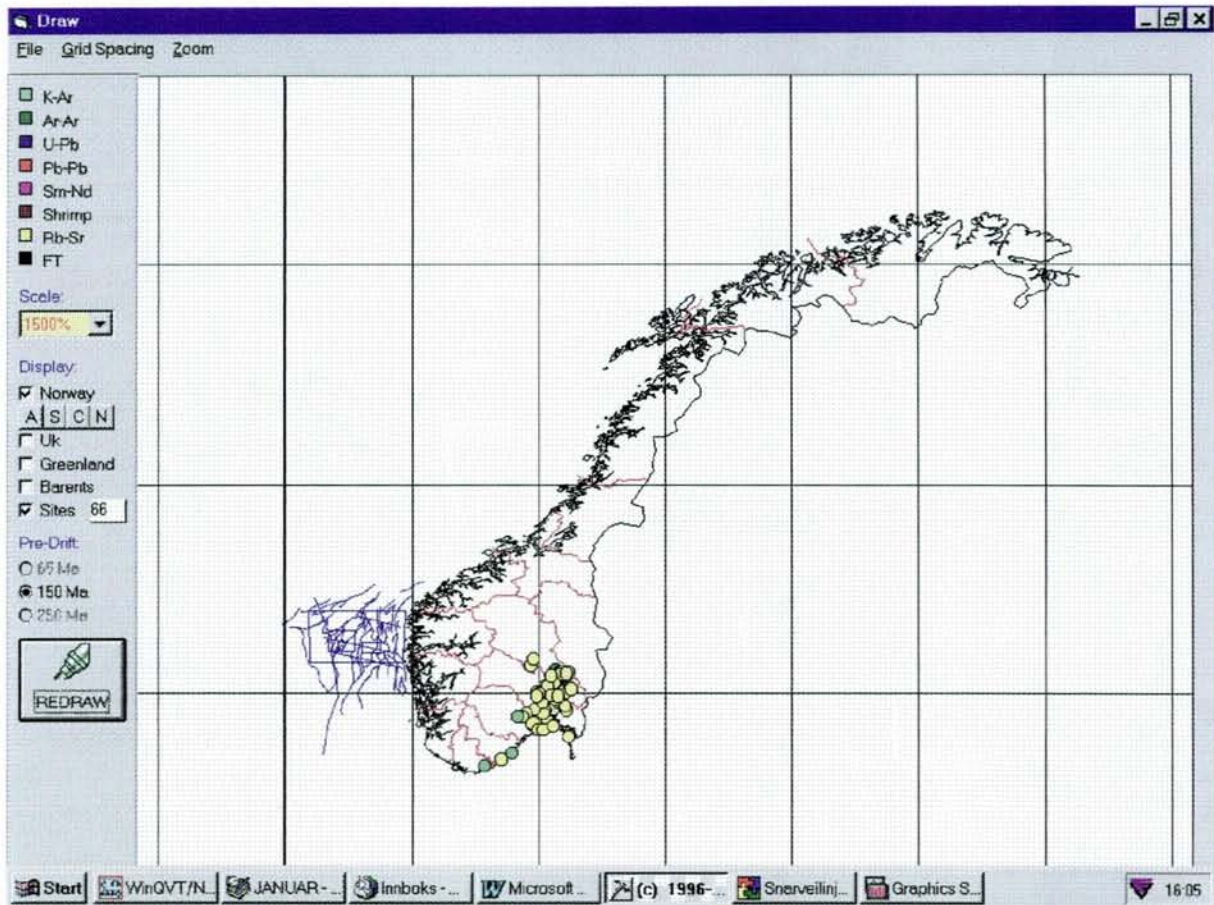 Draw
File Grid Spacing Zoom
K-Ar
Ar-Ar
U-Pb
Pb-Pb
Sm-Nd
Shrimp
Rb-Sr
FT
Scale:
1500%
Display:
Norway
A S C N
Uk
Greenland
Barents
Sites 66
Pre-Drift:
65 Ma
150 Ma
250 Ma
REDRAW
Start WinQVT/N... JANUAR - ... Innboks - ... Microsoft ... (c) 1996-... Snarveilinj... Graphics S... 16:05